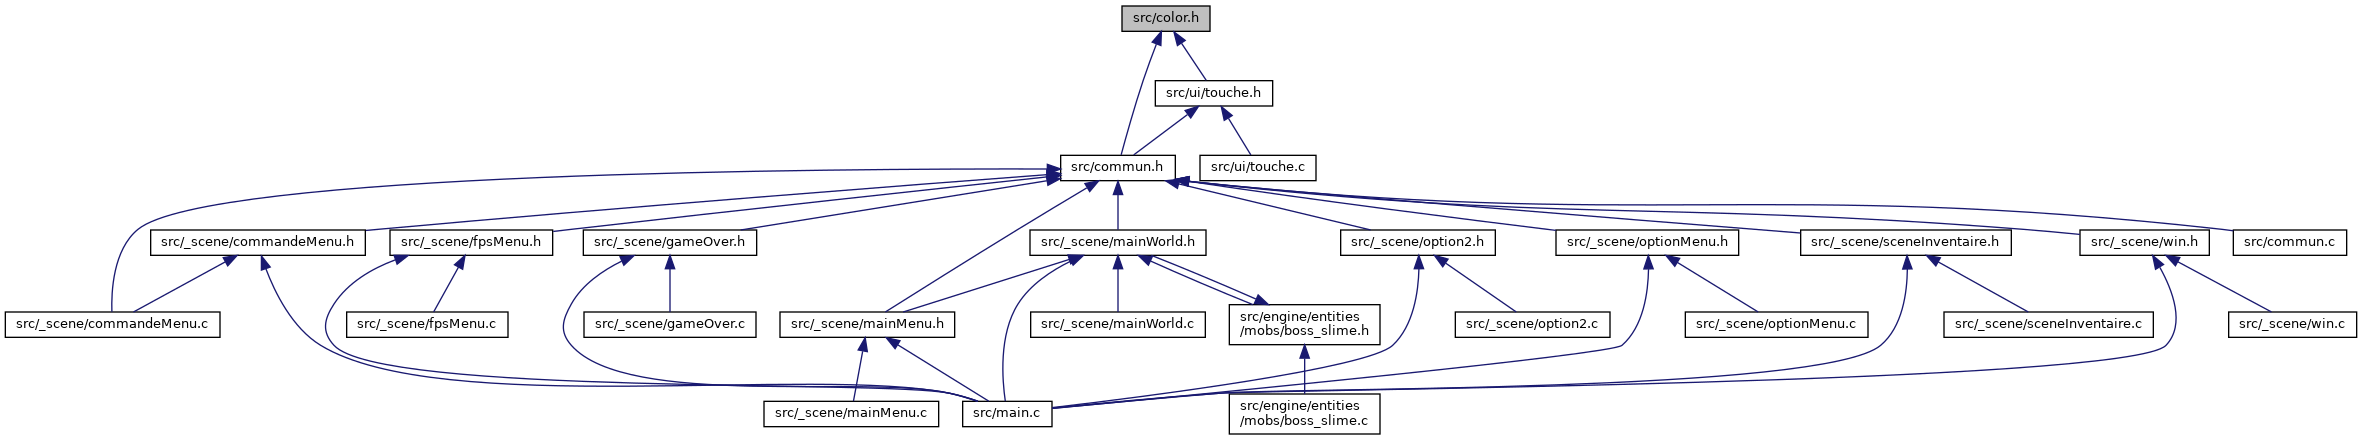 src/color.h
src/ui/touche.h
src/commun.h
src/ui/touche.c
src/_scene/commandeMenu.h
src/_scene/fpsMenu.h
src/_scene/gameOver.h
src/_scene/mainWorld.h
src/_scene/option2.h
src/_scene/optionMenu.h
src/_scene/sceneInventaire.h
src/_scene/win.h
src/commun.c
src/_scene/commandeMenu.c
src/_scene/fpsMenu.c
src/_scene/gameOver.c
src/_scene/mainMenu.h
src/_scene/mainWorld.c
src/engine/entities
/mobs/boss_slime.h
src/_scene/option2.c
src/_scene/optionMenu.c
src/_scene/sceneInventaire.c
src/_scene/win.c
src/_scene/mainMenu.c
src/main.c
src/engine/entities
/mobs/boss_slime.c